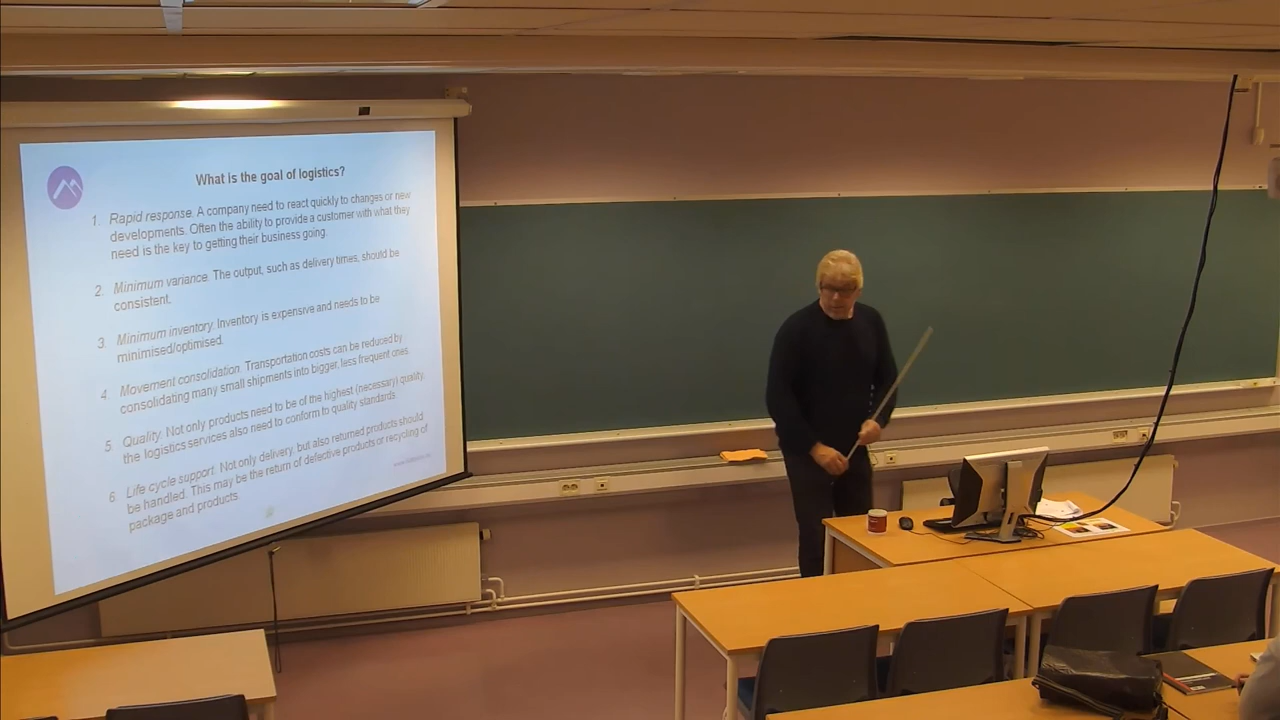 What is the goal of logistics?
1. Rapid response. A company need to react quickly to changes or new
developments. Often the ability to provide a customer with what they
need is the key to getting their business going.
2. Minimum variance. The output, such as delivery times, should be
consistent.
3. Minimum inventory. Inventory is expensive and needs to be
minimised/optimised.
4. Movement consolidation. Transportation costs can be reduced by
consolidating many small shipments into bigger, less frequent ones.
5. Quality. Not only products need to be of the highest (necessary) quality,
the logistics services also need to conform to quality standards.
6. Life cycle support. Not only delivery, but also returned products should
be handled. This may be the return of defective products or recycling of
package and products.